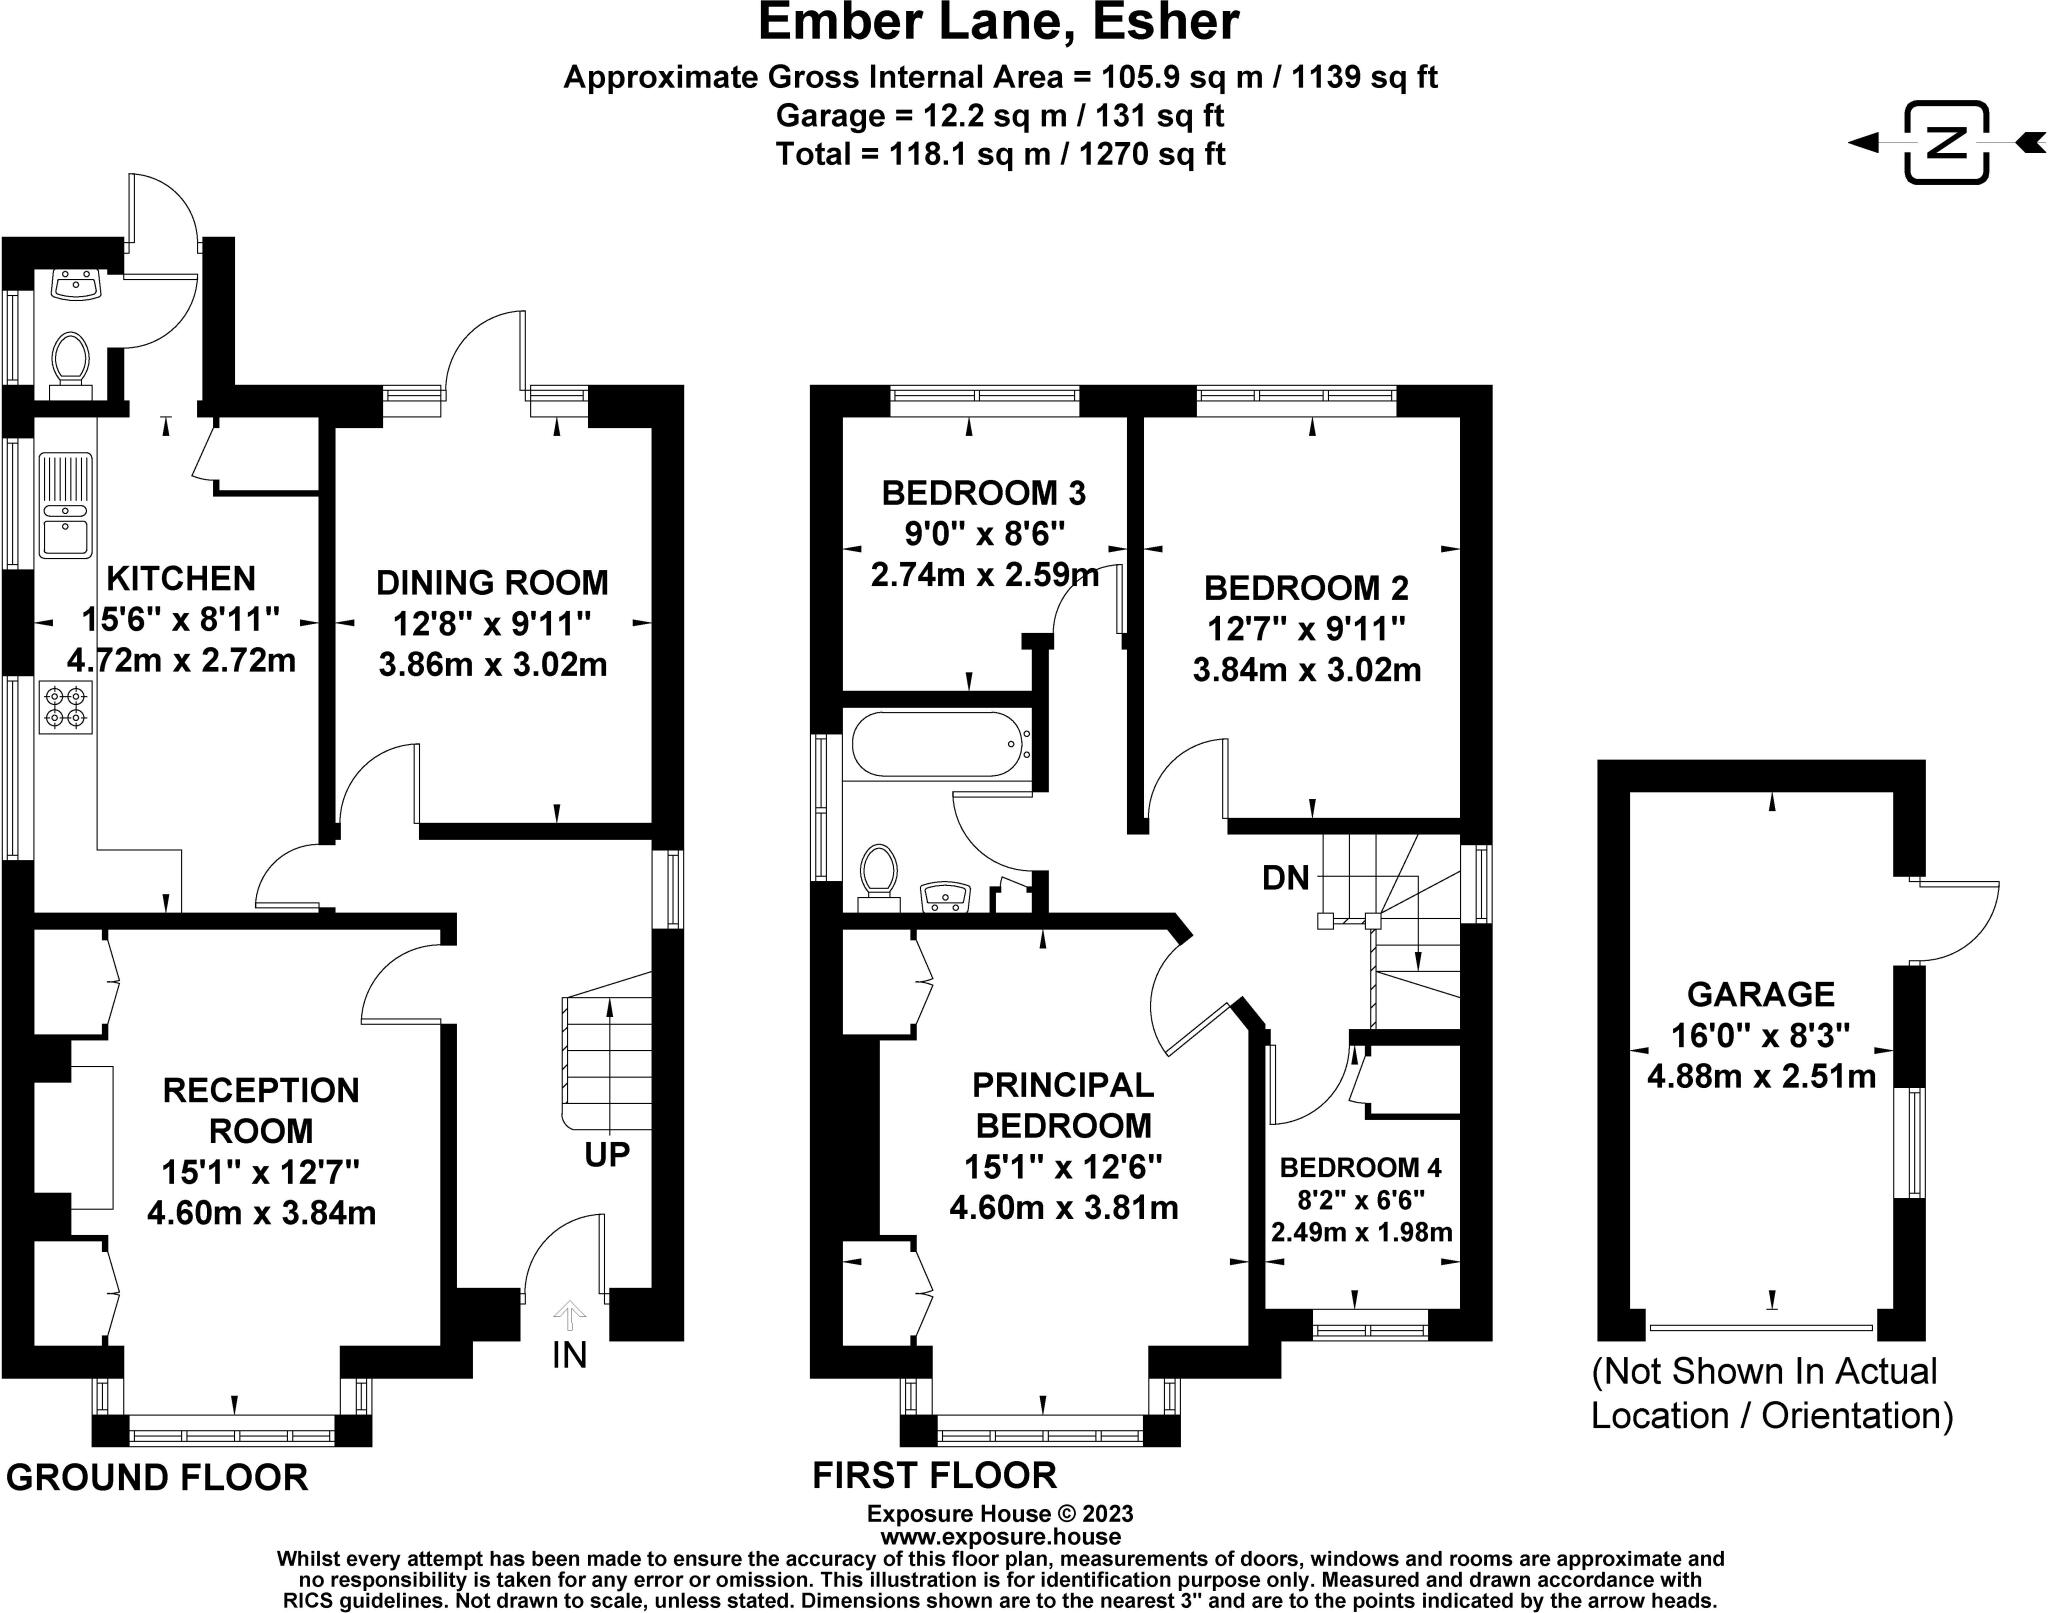 Ember Lane, Esher
Approximate Gross Internal Area = 105.9 sq m / 1139 sq ft
Garage = 12.2 sq m / 131 sq ft
Total = 118.1 sq m / 1270 sq ft
N
KITCHEN
15'6" x 8'11"
4.72m x 2.72m
DINING ROOM
12'8" x 9'11"
3.86m x 3.02m
RECEPTION
ROOM
15'1" x 12'7"
4.60m x 3.84m
UP
IN
GROUND FLOOR
BEDROOM 3
9'0" x 8'6"
2.74m x 2.59m
BEDROOM 2
12'7" x 9'11"
3.84m x 3.02m
DN
PRINCIPAL
BEDROOM
15'1" x 12'6"
4.60m x 3.81m
BEDROOM 4
8'2" x 6'6"
2.49m x 1.98m
FIRST FLOOR
GARAGE
16'0" x 8'3"
4.88m x 2.51m
(Not Shown In Actual
Location / Orientation)
Exposure House © 2023
www.exposure.house
Whilst every attempt has been made to ensure the accuracy of this floor plan, measurements of doors, windows and rooms are approximate and
no responsibility is taken for any error or omission. This illustration is for identification purpose only. Measured and drawn accordance with
RICS guidelines. Not drawn to scale, unless stated. Dimensions shown are to the nearest 3" and are to the points indicated by the arrow heads.